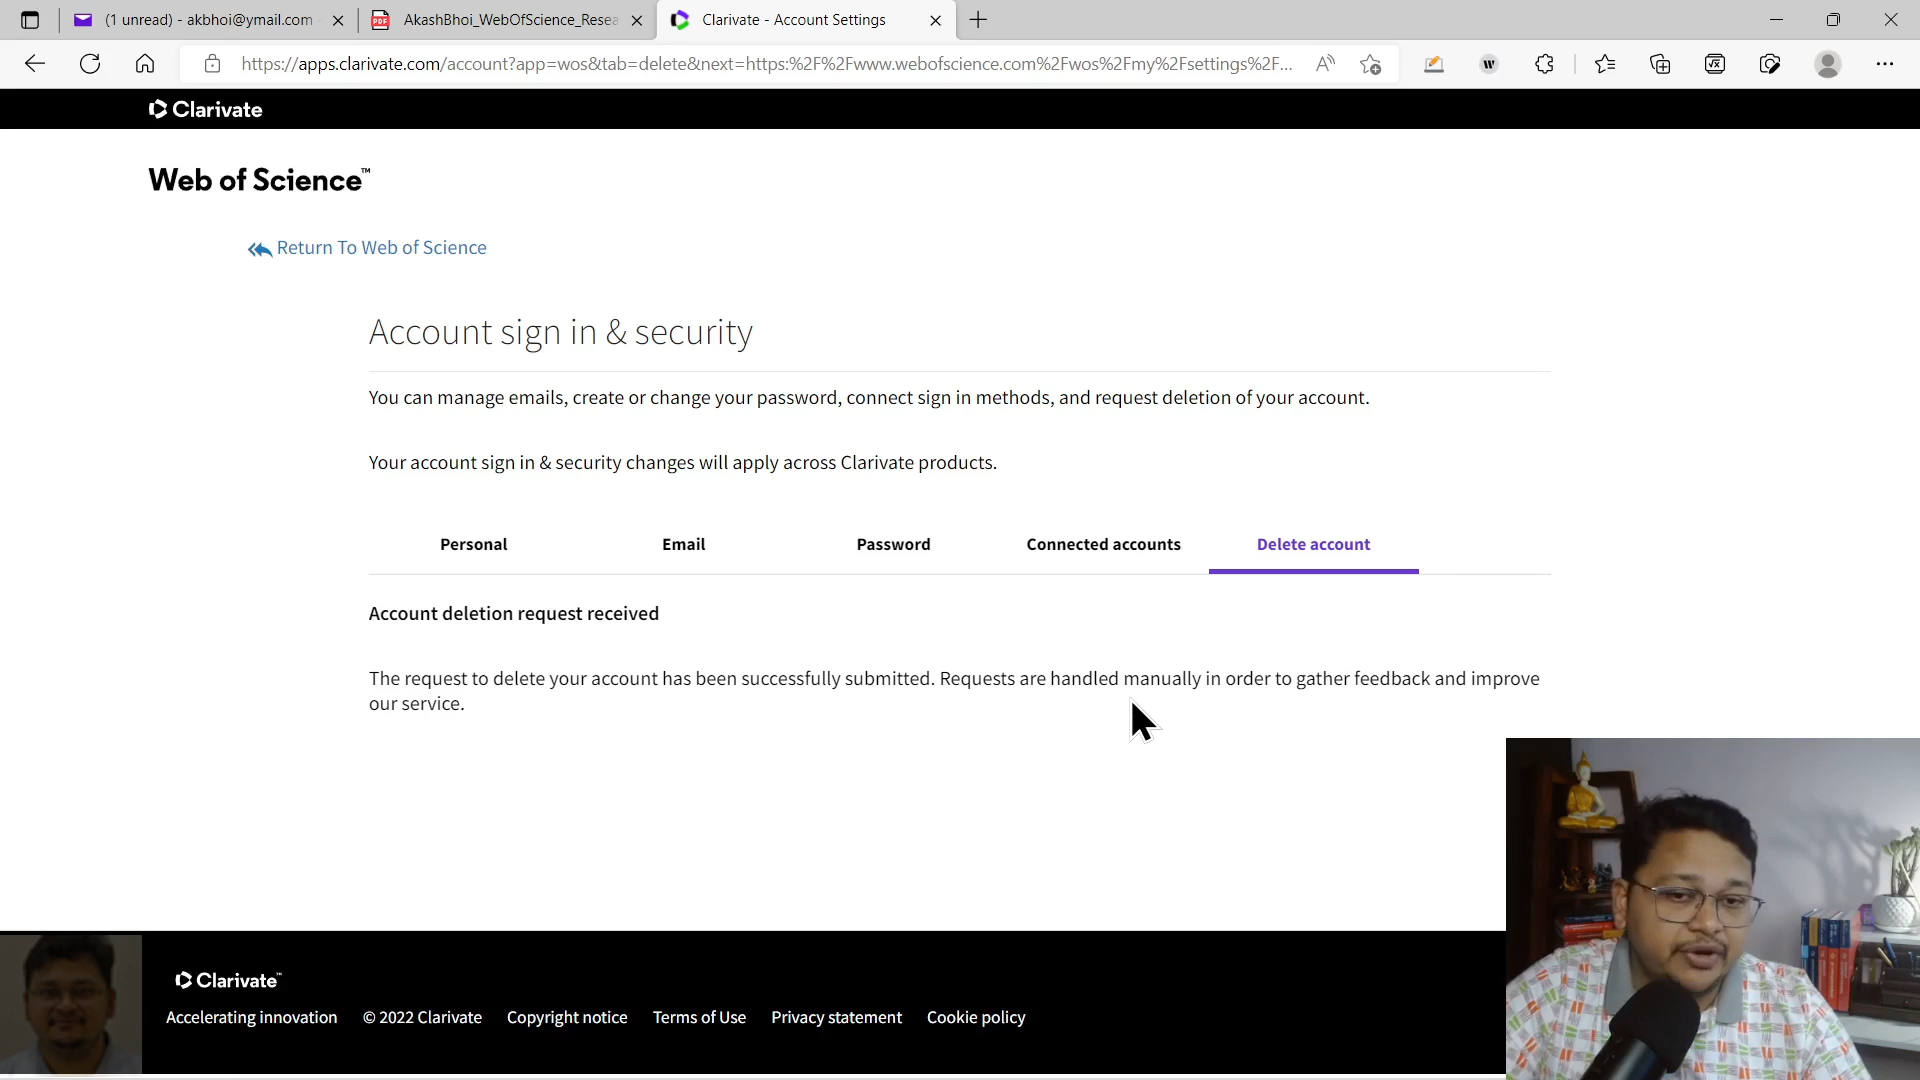 (1 unread) - akbhoi@ymail.com
AkashBhoi_WebOfScience_Resea
Clarivate - Account Settings
https://apps.clarivate.com/account?app=wos&tab=delete&next=https:%2F%2Fwww.webofscience.com%2Fwos%2Fmy%2Fsettings%2F...
Clarivate
Web of Science™
Return To Web of Science
Account sign in & security
You can manage emails, create or change your password, connect sign in methods, and request deletion of your account.
Your account sign in & security changes will apply across Clarivate products.
Personal Email Password Connected accounts Delete account
Account deletion request received
The request to delete your account has been successfully submitted. Requests are handled manually in order to gather feedback and improve
our service.
Clarivate™
Accelerating innovation © 2022 Clarivate Copyright notice Terms of Use Privacy statement Cookie policy